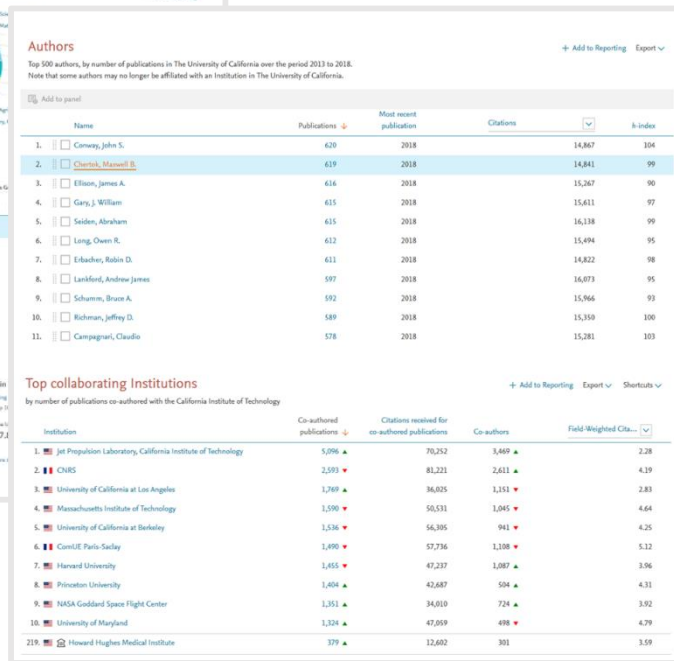 Authors
+ Add to Reporting Export
Top 500 authors, by number of publications in The University of California over the period 2013 to 2018.
Note that some authors may no longer be affiliated with an Institution in The University of California.
Add to panel
Name Publications Most recent publication Citations h-index
1. Conway, John S. 620 2018 14,867 104
2. Chertok, Maxwell B. 619 2018 14,841 99
3. Ellison, James A. 616 2018 15,267 90
4. Gary, J. William 615 2018 15,611 97
5. Seiden, Abraham 615 2018 16,138 99
6. Long, Owen R. 612 2018 15,494 95
7. Erbacher, Robin D. 611 2018 14,822 98
8. Lankford, Andrew James 597 2018 16,073 95
9. Schumm, Bruce A. 592 2018 15,966 93
10. Richman, Jeffrey D. 589 2018 15,350 100
11. Campagnari, Claudio 578 2018 15,281 103
Top collaborating Institutions
+ Add to Reporting Export Shortcuts
by number of publications co-authored with the California Institute of Technology
Institution Co-authored publications Citations received for co-authored publications Co-authors Field-Weighted Cita...
1. Jet Propulsion Laboratory, California Institute of Technology 5,096 70,252 3,469 2.28
2. CNRS 2,593 81,221 2,611 4.19
3. University of California at Los Angeles 1,769 36,025 1,151 2.83
4. Massachusetts Institute of Technology 1,590 50,531 1,045 4.64
5. University of California at Berkeley 1,536 56,305 941 4.25
6. ComUE Paris-Saclay 1,490 57,736 1,108 5.12
7. Harvard University 1,455 47,237 1,087 3.96
8. Princeton University 1,404 42,687 504 4.31
9. NASA Goddard Space Flight Center 1,351 34,010 724 3.92
10. University of Maryland 1,324 47,059 498 4.79
219. Howard Hughes Medical Institute 379 12,602 301 3.59